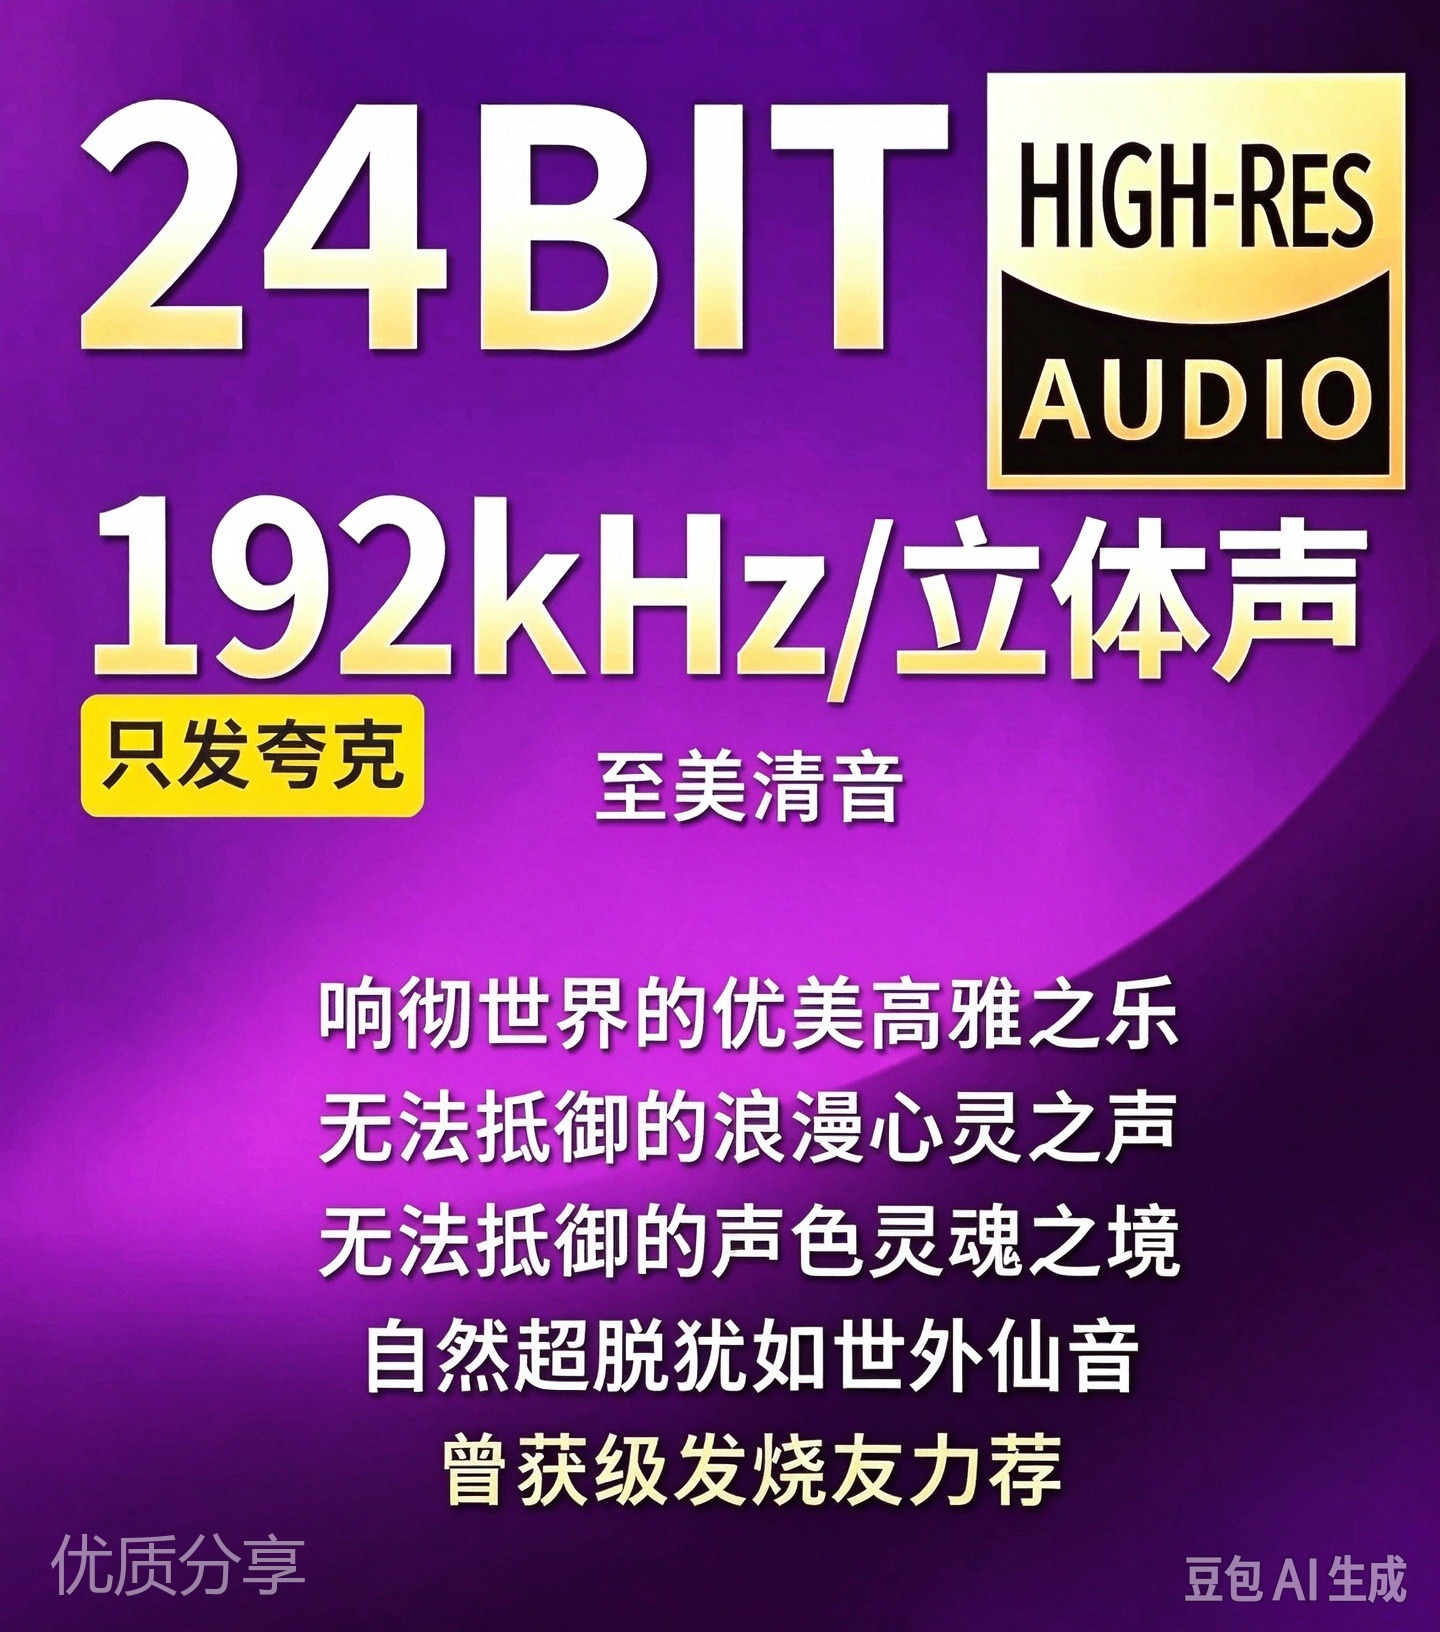 24BIT
HIGH-RES
AUDIO
192kHz/立体声
只发夸克
至美清音
响彻世界的优美高雅之乐
无法抵御的浪漫心灵之声
无法抵御的声色灵魂之境
自然超脱犹如世外仙音
曾获级发烧友力荐
优质分享
豆包AI生成